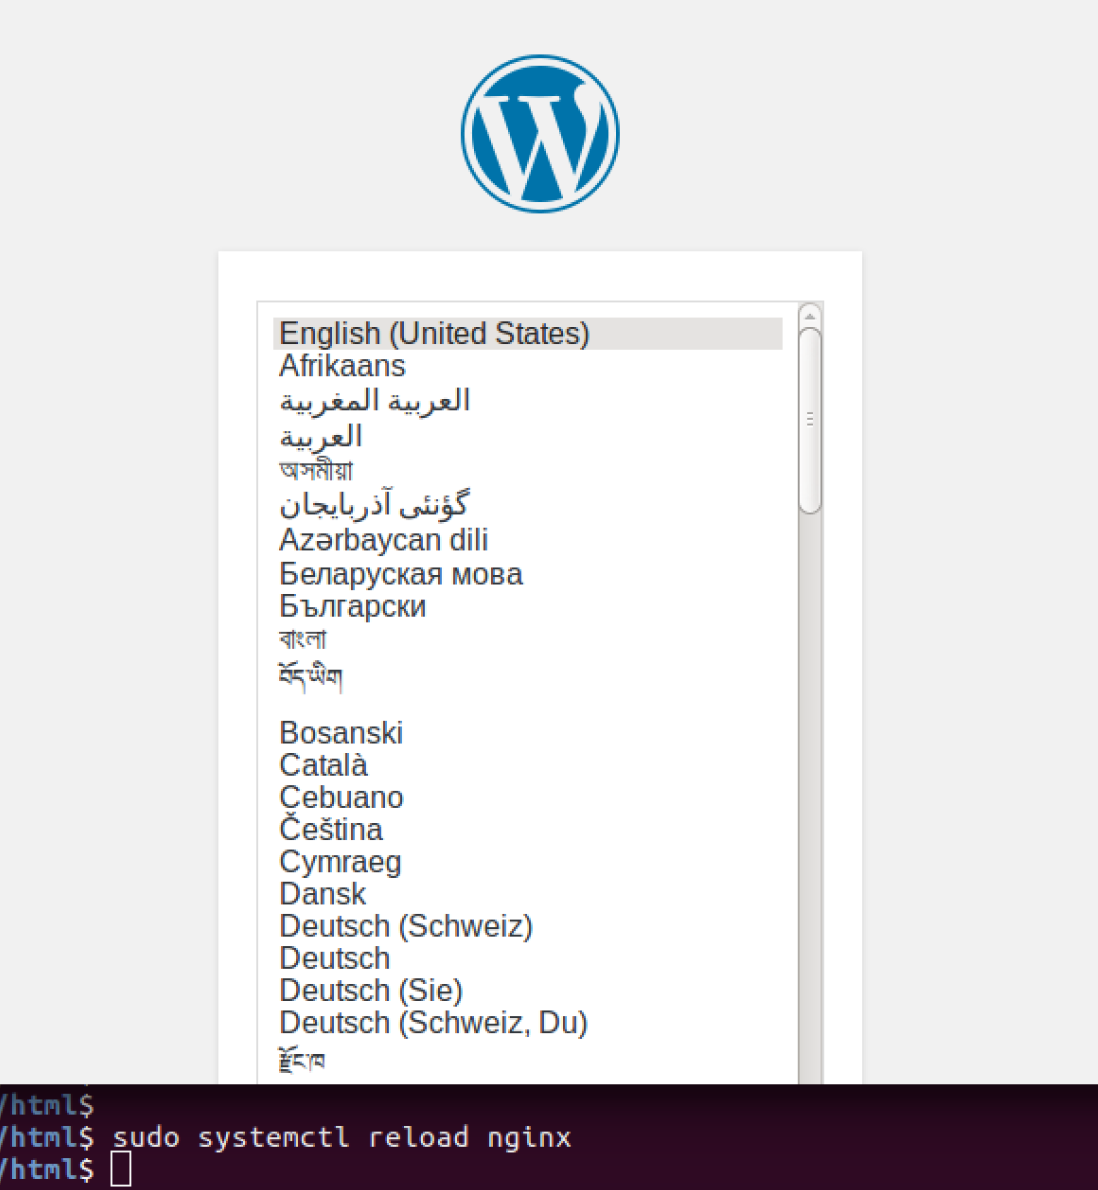 English (United States)
Afrikaans
العربية المغربية
العربية
অসমীয়া
گؤنئی آذربایجان
Azərbaycan dili
Беларуская мова
Български
বাংলা
བོད་ཡིག
Bosanski
Català
Cebuano
Čeština
Cymraeg
Dansk
Deutsch (Schweiz)
Deutsch
Deutsch (Sie)
Deutsch (Schweiz, Du)
རྫོང་ཁ
/html$
/html$ sudo systemctl reload nginx
/html$